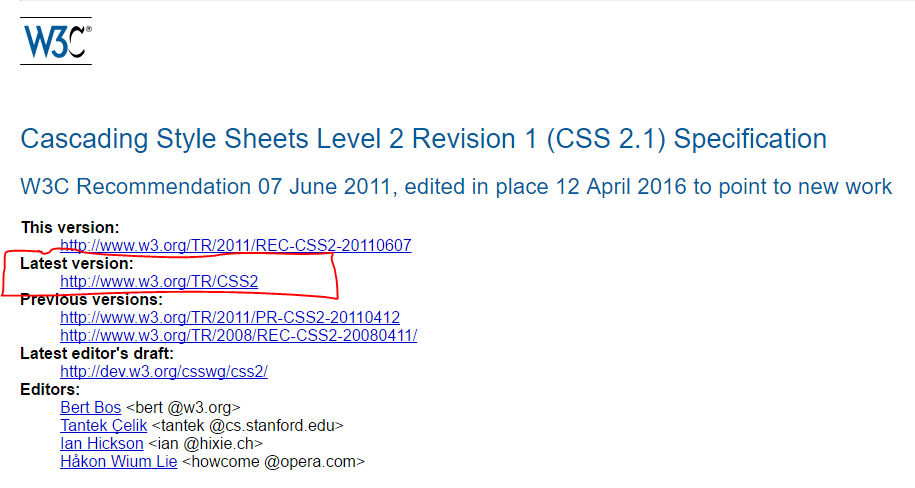 W3C®
Cascading Style Sheets Level 2 Revision 1 (CSS 2.1) Specification
W3C Recommendation 07 June 2011, edited in place 12 April 2016 to point to new work
This version:
http://www.w3.org/TR/2011/REC-CSS2-20110607
Latest version:
http://www.w3.org/TR/CSS2
Previous versions:
http://www.w3.org/TR/2011/PR-CSS2-20110412
http://www.w3.org/TR/2008/REC-CSS2-20080411/
Latest editor's draft:
http://dev.w3.org/csswg/css2/
Editors:
Bert Bos <bert @w3.org>
Tantek Çelik <tantek @cs.stanford.edu>
Ian Hickson <ian @hixie.ch>
Håkon Wium Lie <howcome @opera.com>